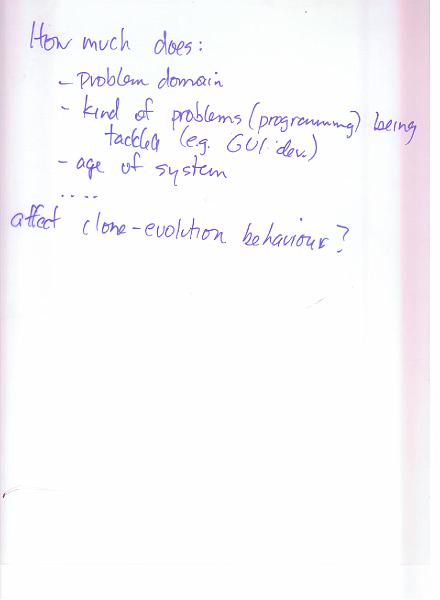 How much does:
- Problem domain
- kind of problems (programming) being
tackled (e.g. GUI dev.)
- age of system
....
affect clone-evolution behaviour?